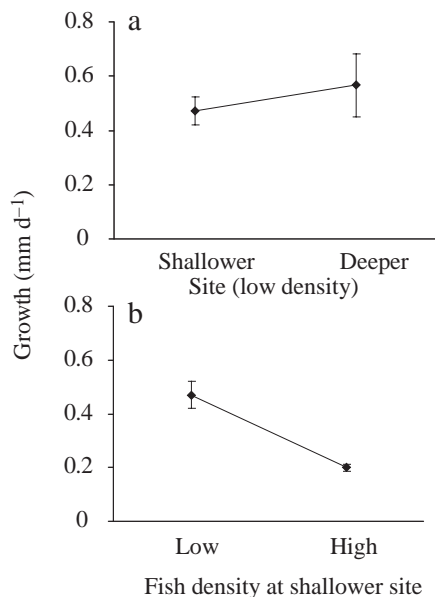 a
0.8
0.6
0.4
0.2
0
Shallower Deeper
Site (low density)
Growth (mm d⁻¹)
b
0.8
0.6
0.4
0.2
0
Low High
Fish density at shallower site